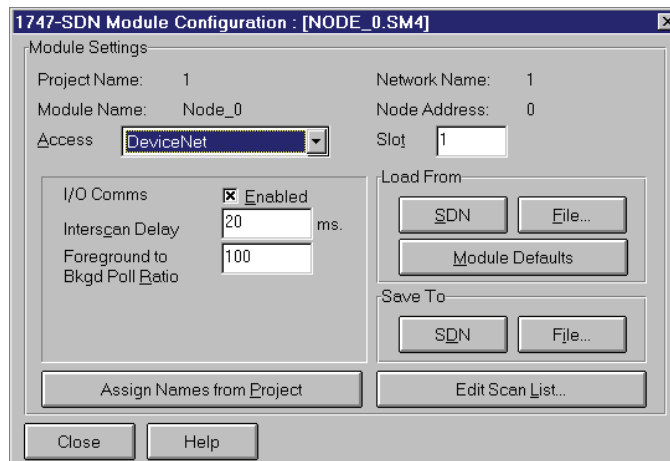 1747-SDN Module Configuration : [NODE_0.SM4]
Module Settings
Project Name: 1
Network Name: 1
Module Name: Node_0
Node Address: 0
Access DeviceNet
Slot 1
I/O Comms Enabled
Interscan Delay 20 ms.
Foreground to
Bkgd Poll Ratio 100
Load From
SDN File...
Module Defaults
Save To
SDN File...
Assign Names from Project
Edit Scan List...
Close Help